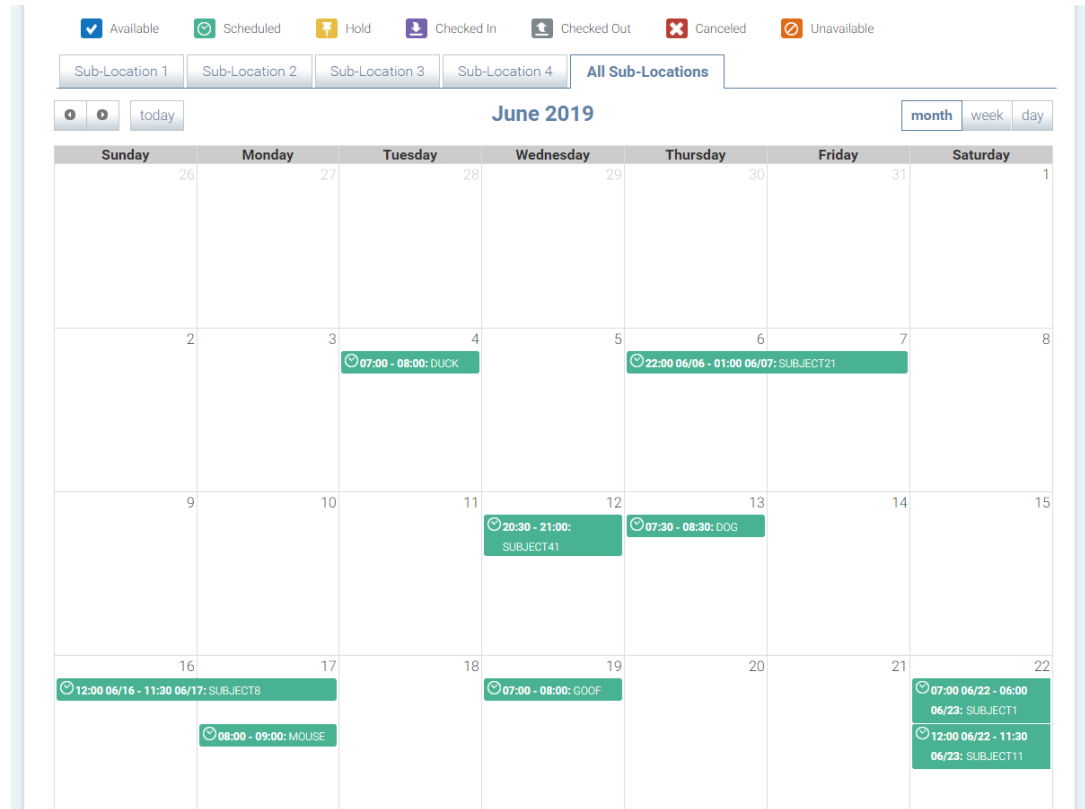 Available Scheduled Hold Checked In Checked Out Canceled Unavailable
Sub-Location 1 Sub-Location 2 Sub-Location 3 Sub-Location 4 All Sub-Locations
today June 2019 month week day
Sunday Monday Tuesday Wednesday Thursday Friday Saturday
26 27 28 29 30 31 1
2 3 4 5 6 7 8
07:00 - 08:00: DUCK 22:00 06/06 - 01:00 06/07: SUBJECT21
9 10 11 12 13 14 15
20:30 - 21:00: 07:30 - 08:30: DOG
SUBJECT41
16 17 18 19 20 21 22
12:00 06/16 - 11:30 06/17: SUBJECT8 07:00 - 08:00: GOOF 07:00 06/22 - 06:00
06/23: SUBJECT1
08:00 - 09:00: MOUSE 12:00 06/22 - 11:30
06/23: SUBJECT11